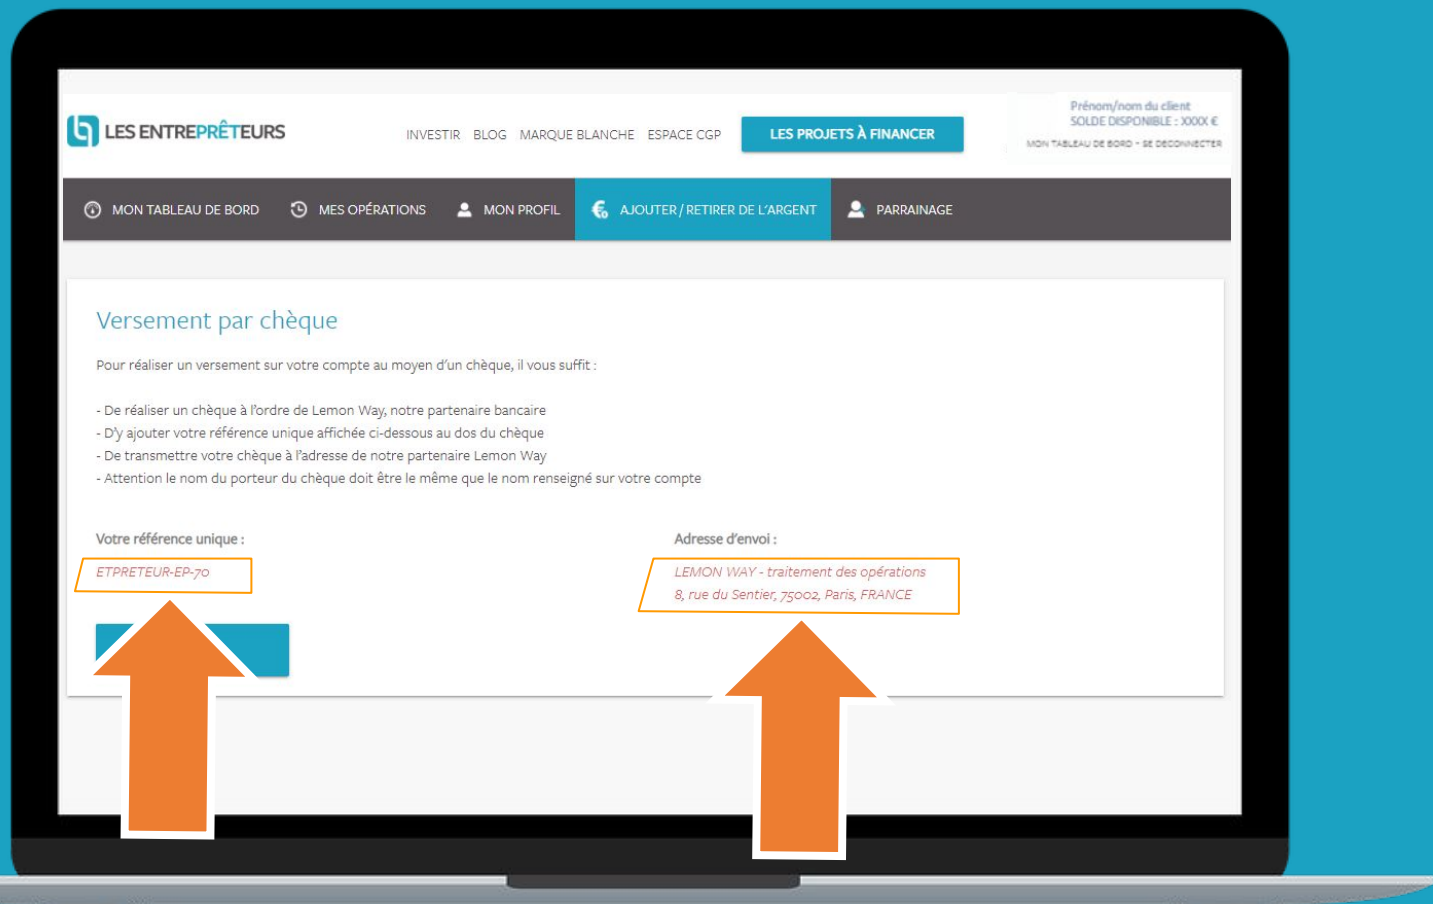 LES ENTREPRÊTEURS
INVESTIR BLOG MARQUE BLANCHE ESPACE CGP
LES PROJETS À FINANCER
Prénom/nom du client
SOLDE DISPONIBLE : XXXX €
MON TABLEAU DE BORD - SE DECONNECTER
MON TABLEAU DE BORD
MES OPÉRATIONS
MON PROFIL
AJOUTER / RETIRER DE L'ARGENT
PARRAINAGE
Versement par chèque
Pour réaliser un versement sur votre compte au moyen d'un chèque, il vous suffit :
- De réaliser un chèque à l'ordre de Lemon Way, notre partenaire bancaire
- D'y ajouter votre référence unique affichée ci-dessous au dos du chèque
- De transmettre votre chèque à l'adresse de notre partenaire Lemon Way
- Attention le nom du porteur du chèque doit être le même que le nom renseigné sur votre compte
Votre référence unique :
ETPRETEUR-EP-70
Adresse d'envoi :
LEMON WAY - traitement des opérations
8, rue du Sentier, 75002, Paris, FRANCE